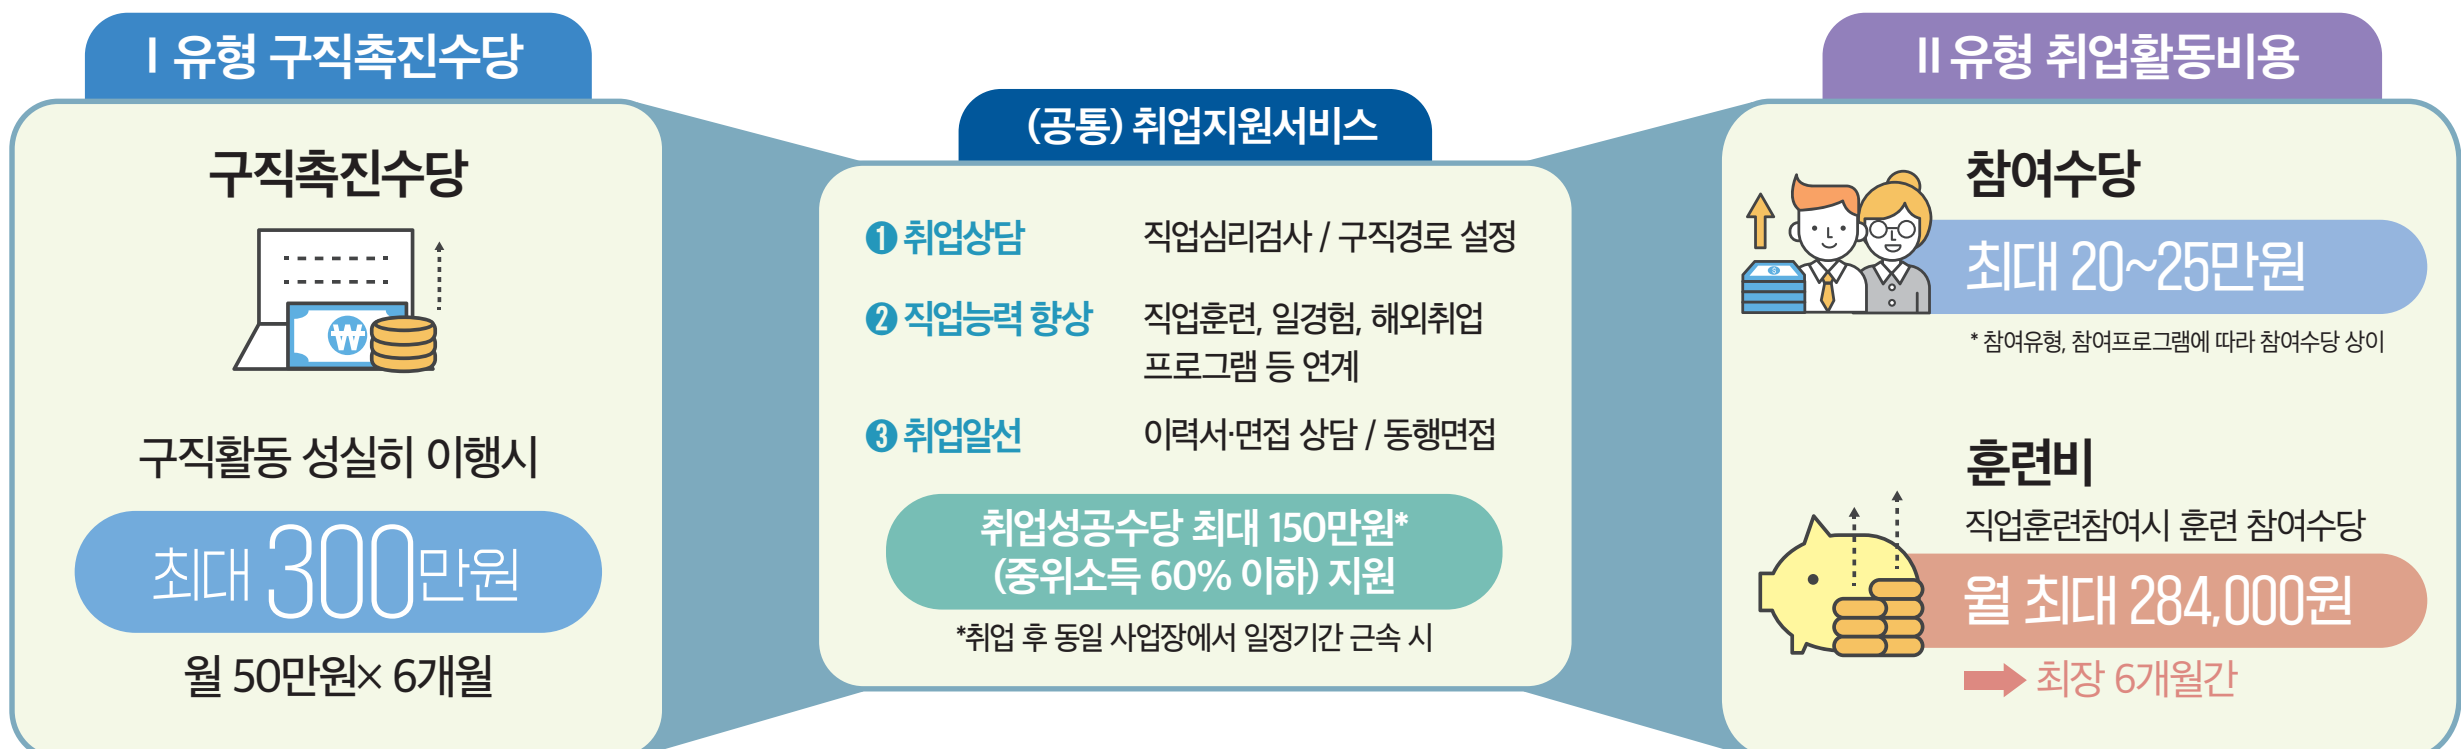 Ⅰ유형 구직촉진수당
구직촉진수당
구직활동 성실히 이행시
최대 300만원
월 50만원× 6개월
(공통) 취업지원서비스
❶ 취업상담 직업심리검사 / 구직경로 설정
❷ 직업능력 향상 직업훈련, 일경험, 해외취업
프로그램 등 연계
❸ 취업알선 이력서·면접 상담 / 동행면접
취업성공수당 최대 150만원*
(중위소득 60% 이하) 지원
*취업 후 동일 사업장에서 일정기간 근속 시
Ⅱ유형 취업활동비용
참여수당
최대 20~25만원
* 참여유형, 참여프로그램에 따라 참여수당 상이
훈련비
직업훈련참여시 훈련 참여수당
월 최대 284,000원
최장 6개월간